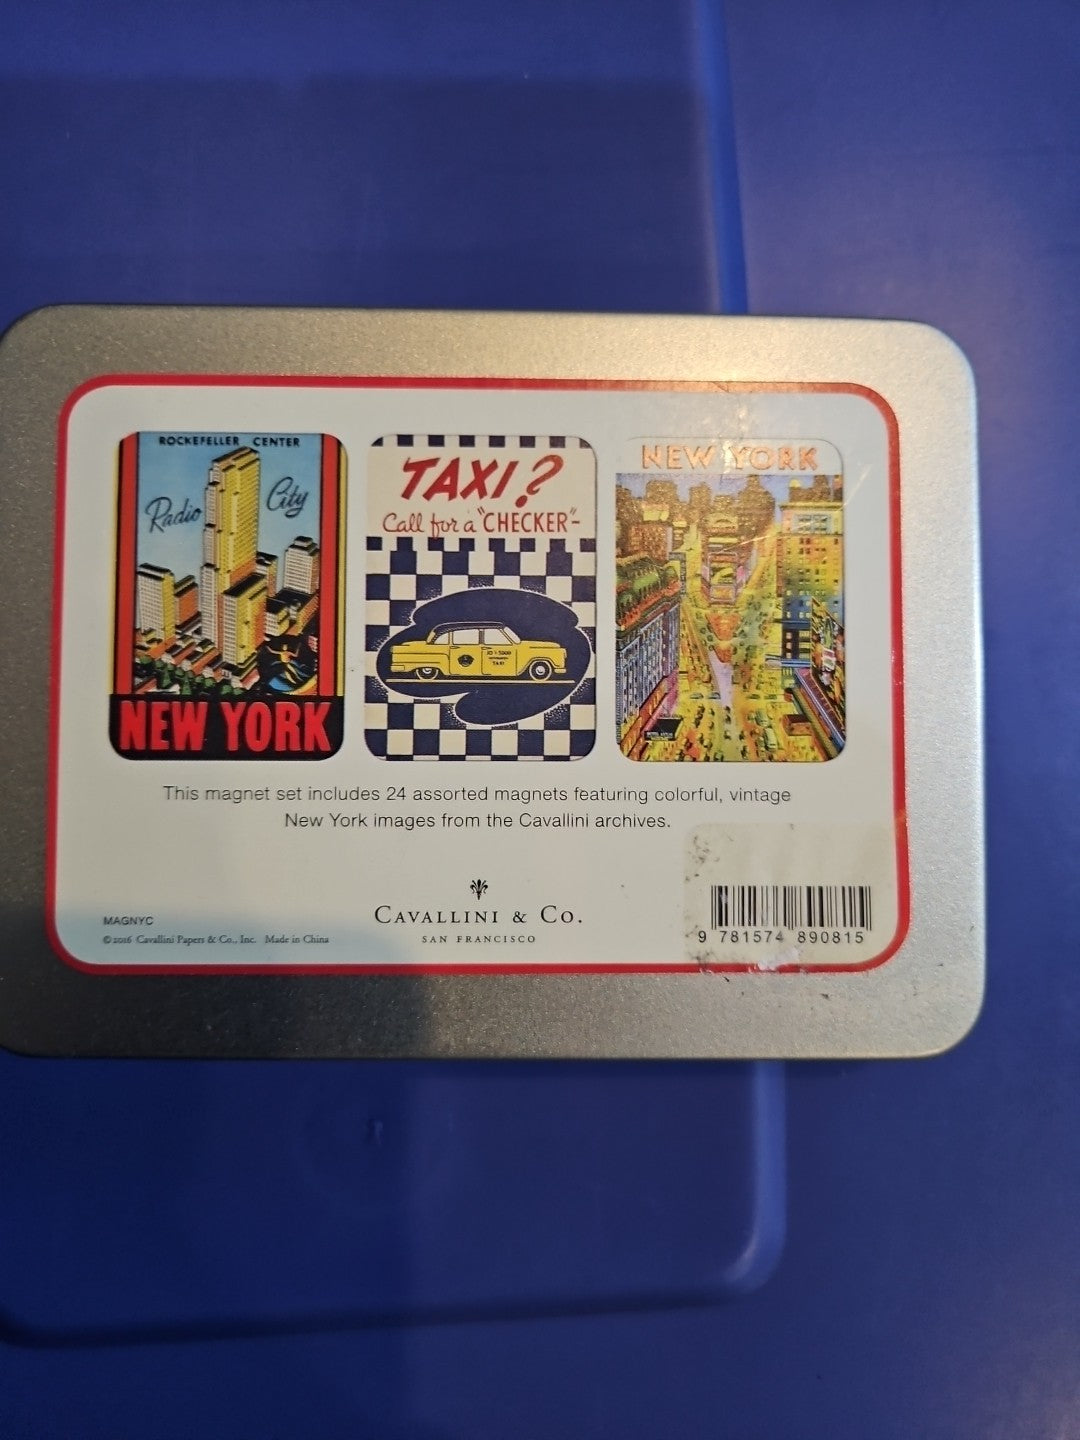 ROCKEFELLER CENTER
Radio City
NEW YORK
TAXI?
Call for a "CHECKER"-
TAXI
NEW YORK
This magnet set includes 24 assorted magnets featuring colorful, vintage
New York images from the Cavallini archives.
CAVALLINI & CO.
SAN FRANCISCO
MAGNYC
©2016 Cavallini Papers & Co., Inc. Made in China
9 781574 890815